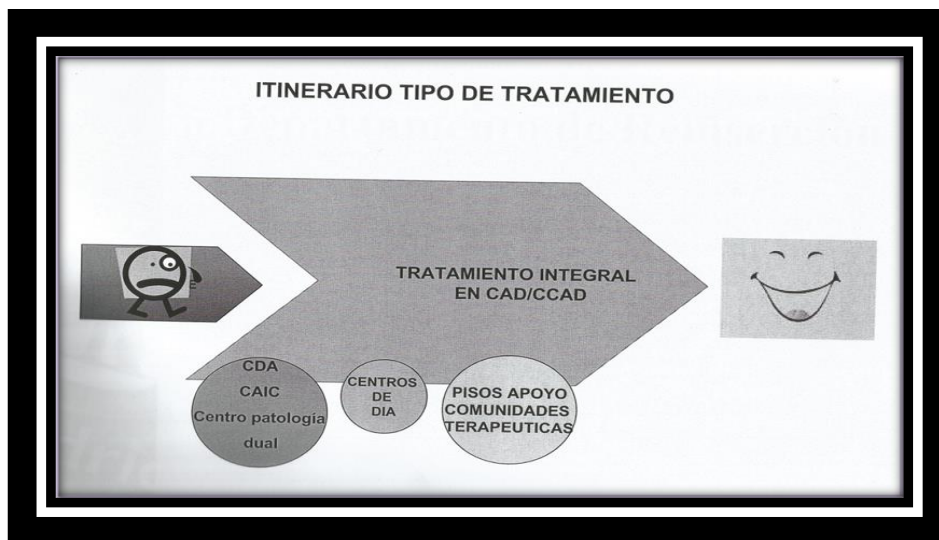 ITINERARIO TIPO DE TRATAMIENTO
TRATAMIENTO INTEGRAL
EN CAD/CCAD
CDA
CAIC
Centro patología
dual
CENTROS
DE
DIA
PISOS APOYO
COMUNIDADES
TERAPEUTICAS